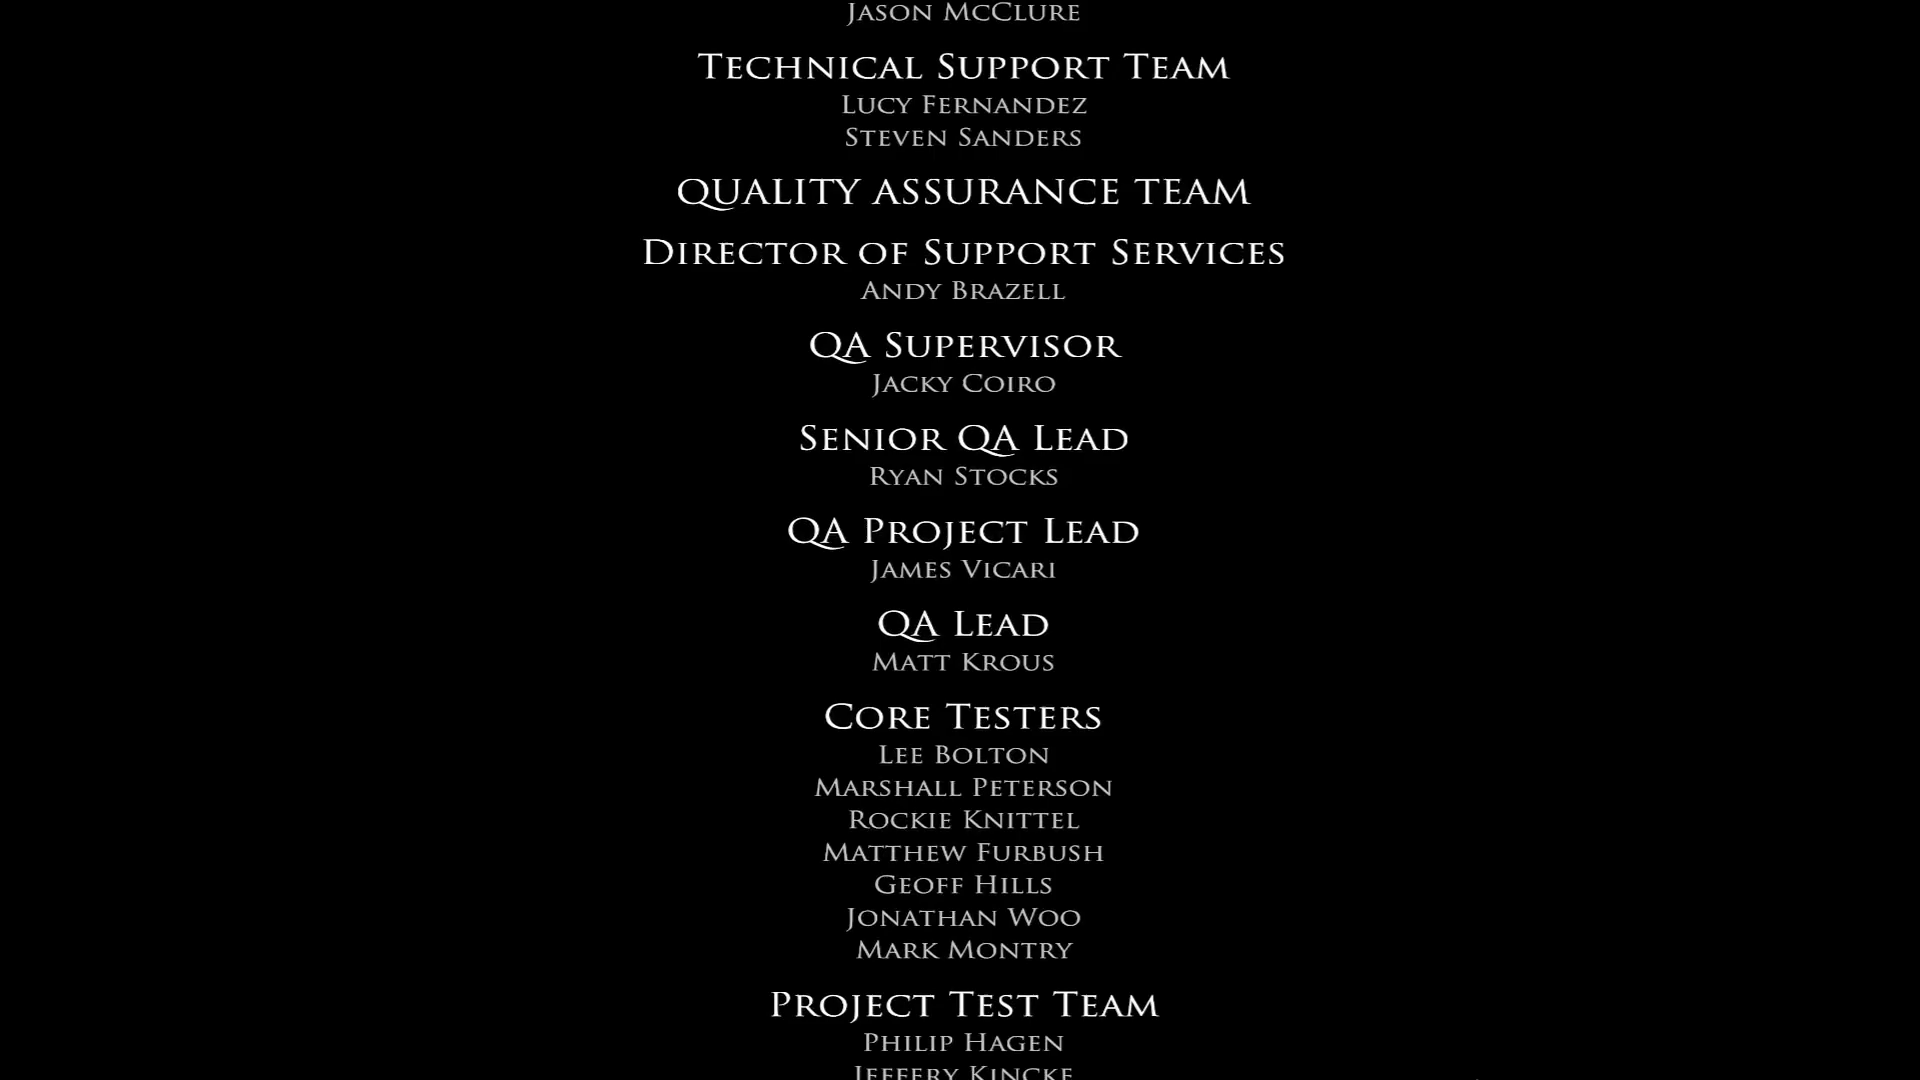 Jason McClure
Technical Support Team
Lucy Fernandez
Steven Sanders
QUALITY ASSURANCE TEAM
Director of Support Services
Andy Brazell
QA Supervisor
Jacky Coiro
Senior QA Lead
Ryan Stocks
QA Project Lead
James Vicari
QA Lead
Matt Krous
Core Testers
Lee Bolton
Marshall Peterson
Rockie Knittel
Matthew Furbush
Geoff Hills
Jonathan Woo
Mark Montry
Project Test Team
Philip Hagen
Jeffery Kincke